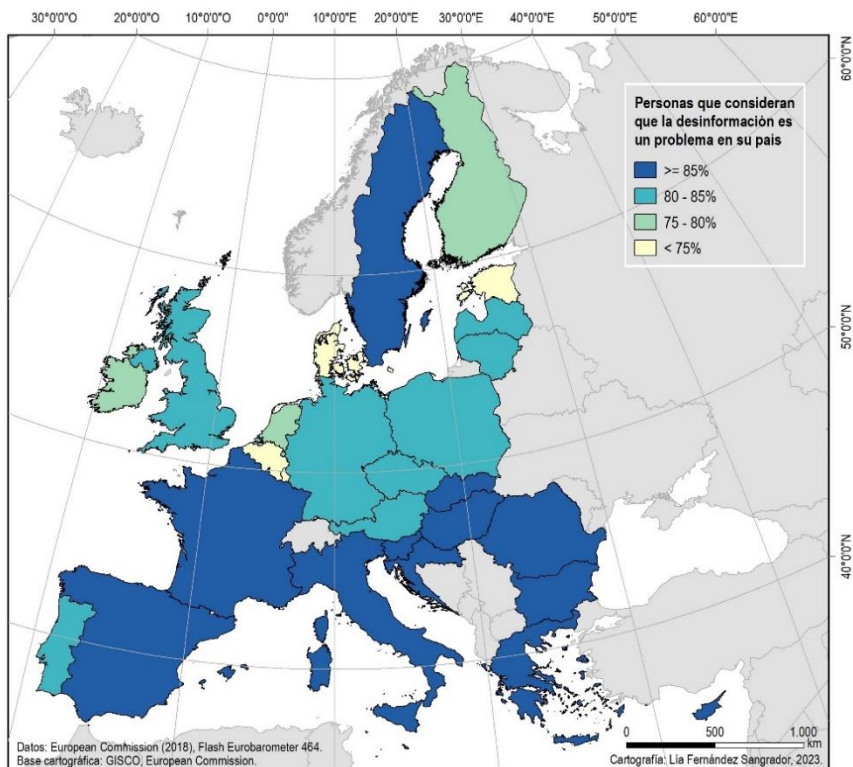 30°0'0"O 20°0'0"O 10°0'0"O 0°0'0" 10°0'0"E 20°0'0"E 30°0'0"E 40°0'0"E 50°0'0"E 60°0'0"E
60°0'0"N
50°0'0"N
40°0'0"N
Personas que consideran
que la desinformación es
un problema en su país
>= 85%
80 - 85%
75 - 80%
< 75%
Datos: European Commission (2018), Flash Eurobarometer 464.
Base cartográfica: GISCO, European Commission.
0 500 1.000
km
Cartografía: Lía Fernández Sangrador, 2023.